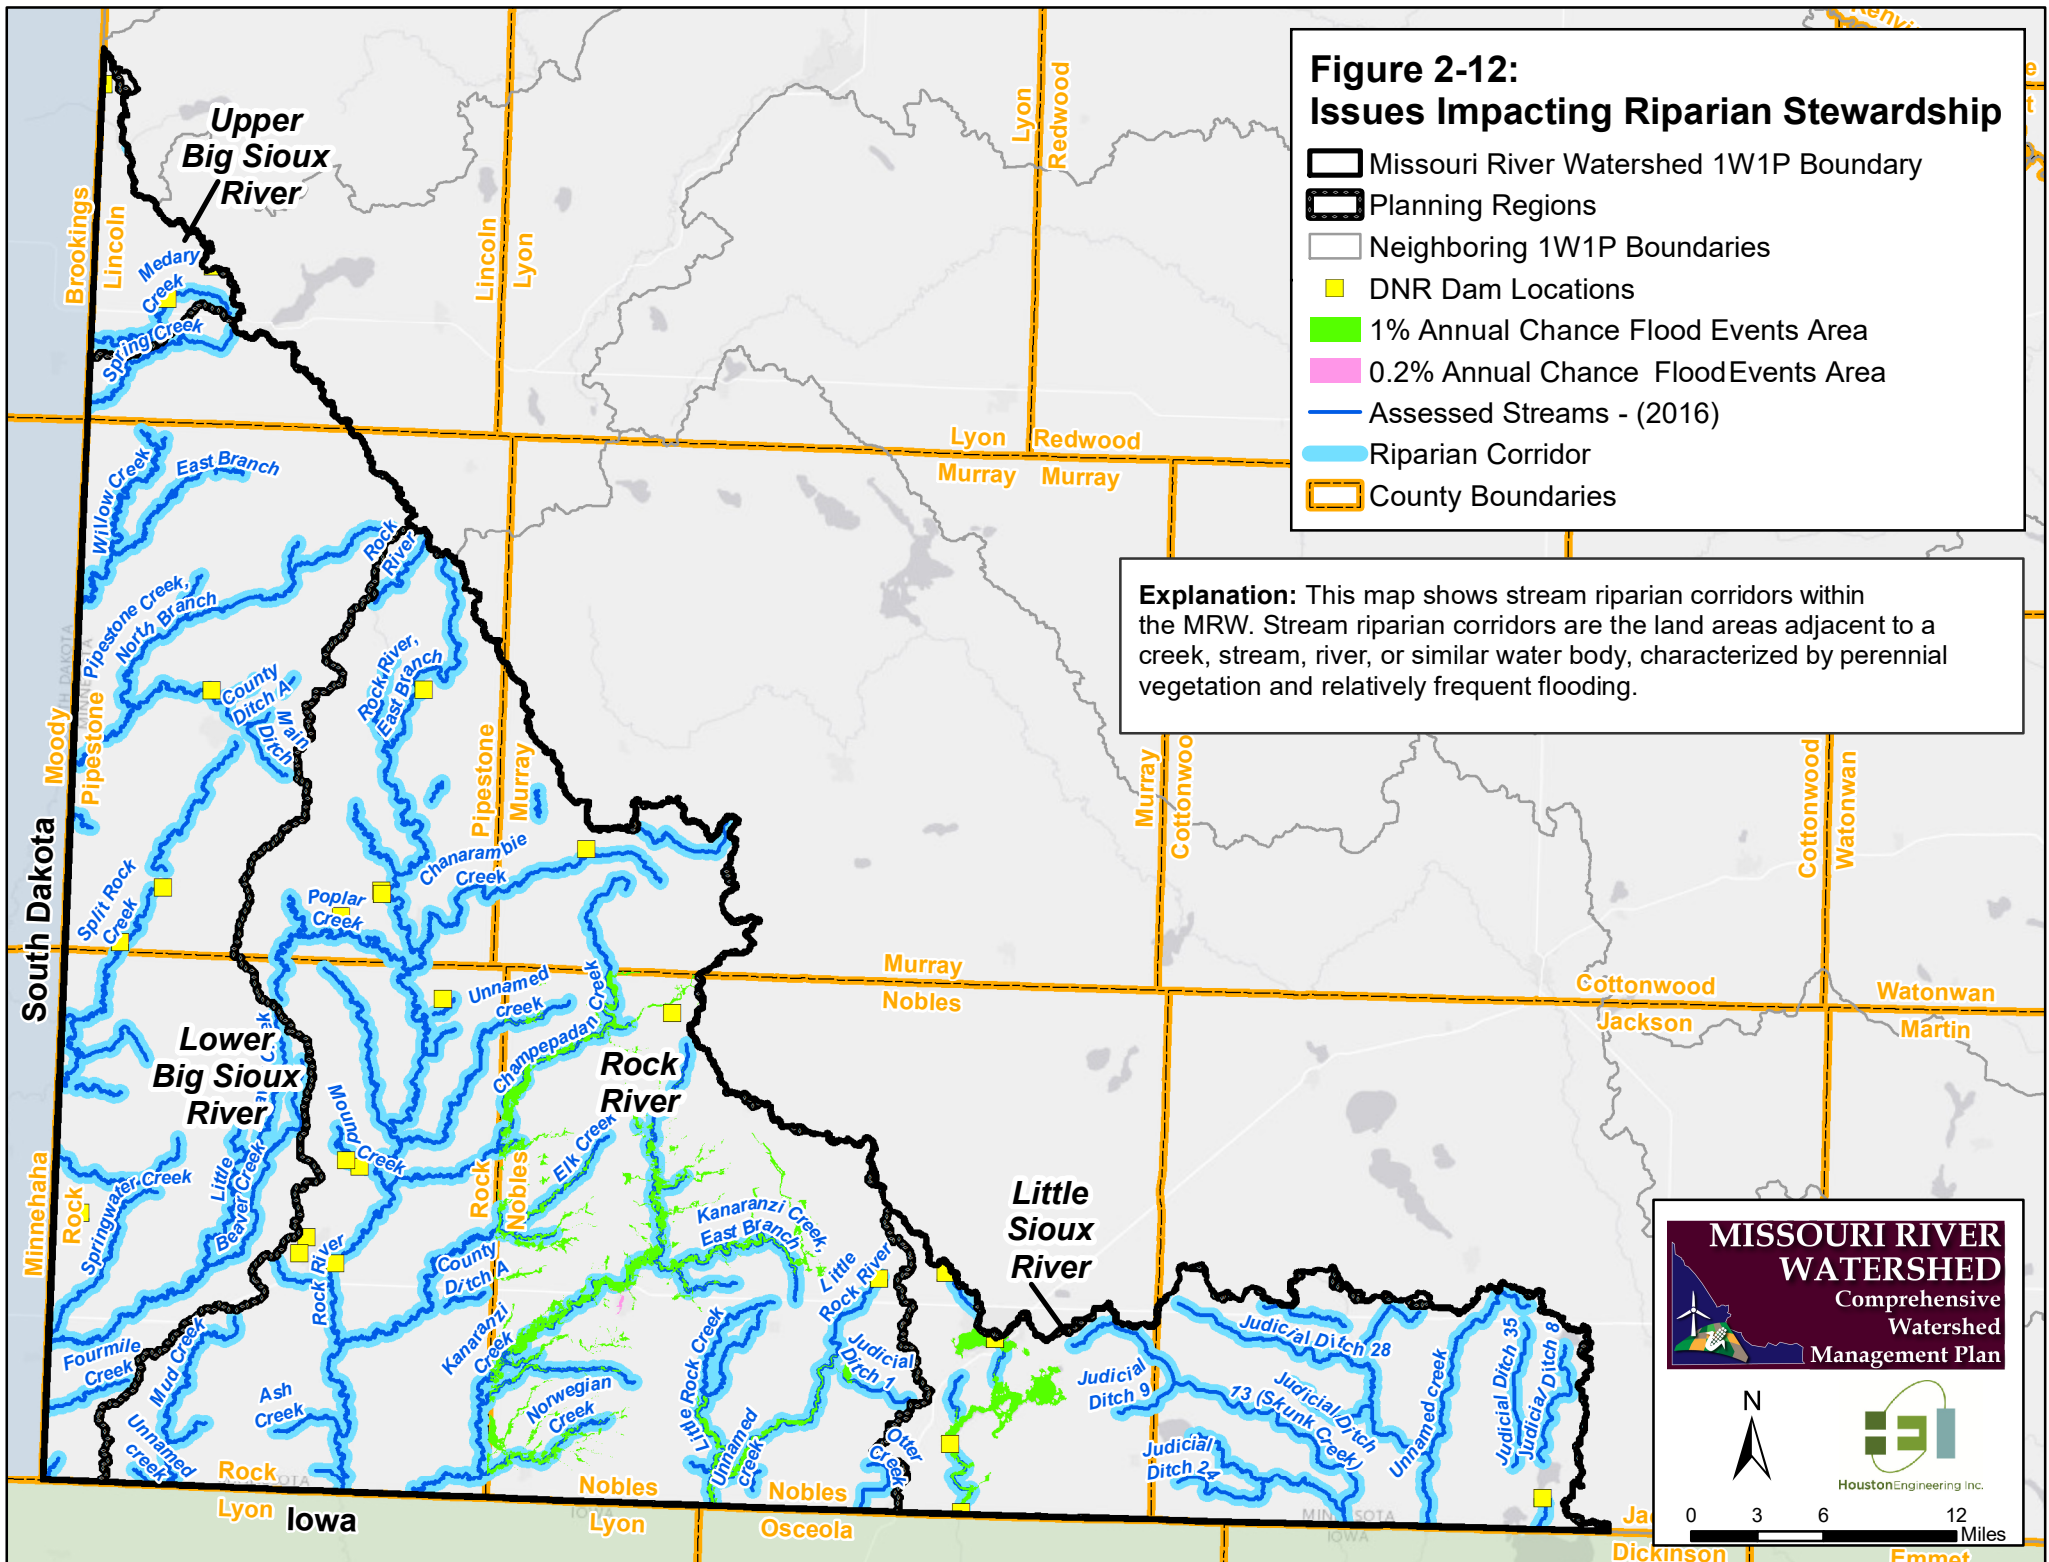 Figure 2-12:
Issues Impacting Riparian Stewardship
Missouri River Watershed 1W1P Boundary
Planning Regions
Neighboring 1W1P Boundaries
DNR Dam Locations
1% Annual Chance Flood Events Area
0.2% Annual Chance FloodEvents Area
Assessed Streams - (2016)
Riparian Corridor
County Boundaries
Explanation: This map shows stream riparian corridors within
the MRW. Stream riparian corridors are the land areas adjacent to a
creek, stream, river, or similar water body, characterized by perennial
vegetation and relatively frequent flooding.
Upper
Big Sioux
River
Brookings
Lincoln
Lincoln
Lyon
Lyon
Redwood
Medary
Creek
Spring Creek
Lyon
Redwood
Murray
Murray
Willow Creek
East Branch
Rock
River
Pipestone Creek,
North Branch
County
Ditch A-
Main
Ditch
Rock River,
East Branch
Moody
Pipestone
Pipestone
Murray
Murray
Cottonwood
Watonwan
South Dakota
Split Rock
Creek
Poplar
Creek
Chanarambie
Creek
Murray
Nobles
Cottonwood
Jackson
Watonwan
Martin
Unnamed
creek
Champepadan Creek
Lower
Big Sioux
River
Rock
River
Mound
Creek
Elk Creek
Minnehaha
Rock
Rock
Nobles
Springwater Creek
Little
Beaver Creek
Kanaranzi Creek,
East Branch
Little
Rock River
Little
Sioux
River
Rock River
County
Ditch A
Kanaranzi
Creek
Fourmile
Creek
Mud Creek
Ash
Creek
Unnamed
creek
Norwegian
Creek
Little Rock Creek
Unnamed
creek
Judicial
Ditch 1
Otter
Creek
Judicial
Ditch 9
Judicial Ditch 28
Judicial Ditch
13 (Skunk Creek)
Judicial
Ditch 24
Unnamed creek
Judicial Ditch 35
Judicial Ditch 8
Rock
Lyon
Iowa
Nobles
Lyon
Nobles
Osceola
MINNESOTA
IOWA
Dickinson
Emmet
MISSOURI RIVER
WATERSHED
Comprehensive
Watershed
Management Plan
N
HoustonEngineering Inc.
0 3 6 12
Miles